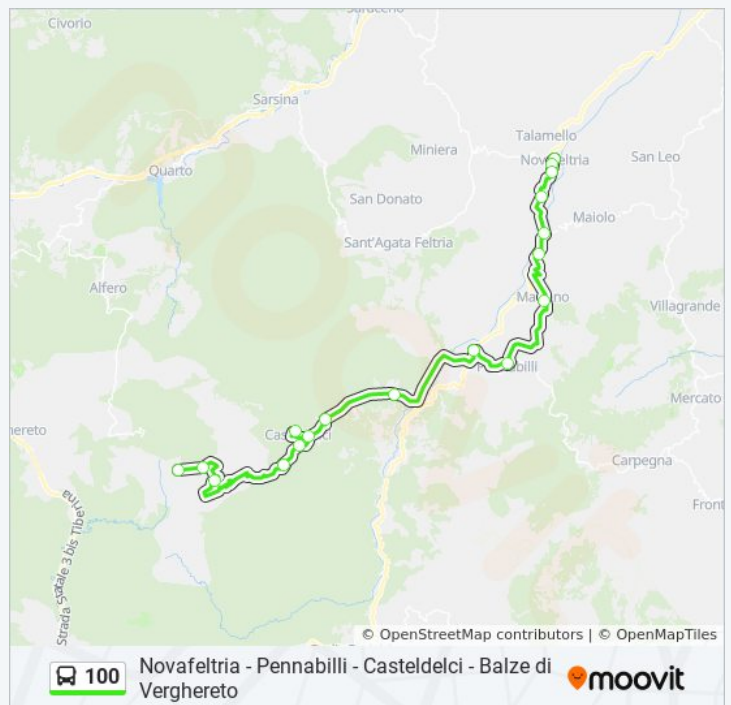 Civorio
Sarsina
Talamello
Miniera
Novafeltria
San Leo
Quarto
San Donato
Maiolo
Sant'Agata Feltria
Alfero
Villagrande
Mercato
Carpegna
Front
Strada Statale 3 bis Tiberina
© OpenStreetMap contributors | © OpenMapTiles
100
Novafeltria - Pennabilli - Casteldelci - Balze di
Verghereto
moovit